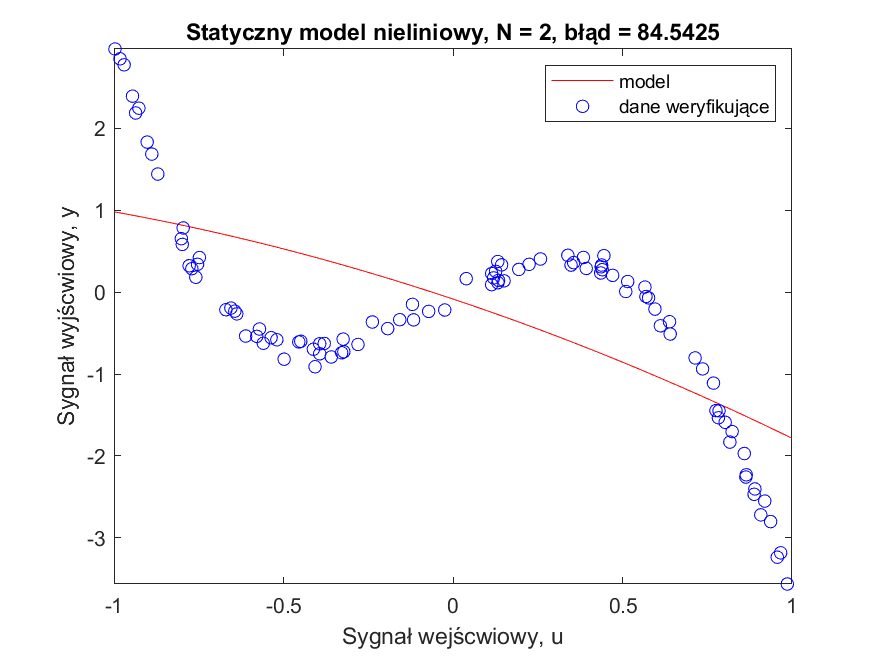 Statyczny model nieliniowy, N = 2, błąd = 84.5425
model
dane weryfikujące
Sygnał wyjścwiowy, y
2
1
0
-1
-2
-3
-1
-0.5
0
0.5
1
Sygnał wejścwiowy, u